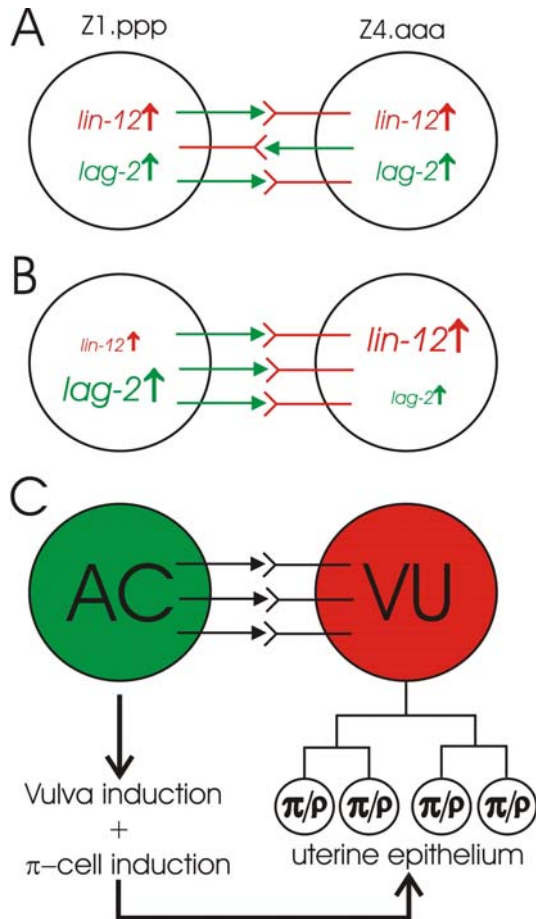 A
Z1.ppp Z4.aaa
lin-12↑ lin-12↑
lag-2↑ lag-2↑
B
lin-12↑ lin-12↑
lag-2↑ lag-2↑
C
AC VU
π/ρ π/ρ π/ρ π/ρ
Vulva induction
+
π-cell induction
uterine epithelium